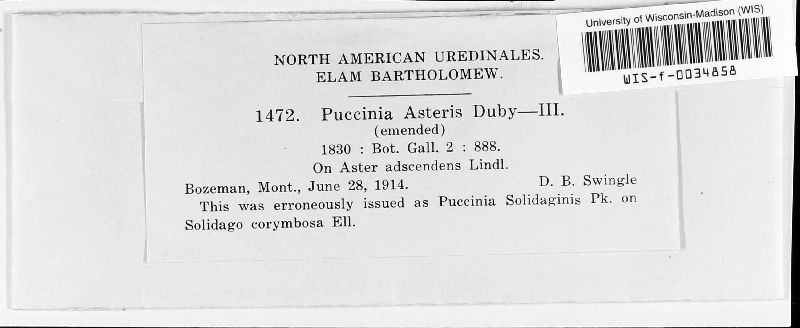 University of Wisconsin-Madison (WIS)
WIS-f-0034858
NORTH AMERICAN UREDINALES.
ELAM BARTHOLOMEW.
1472. Puccinia Asteris Duby—III.
(emended)
1830 : Bot. Gall. 2 : 888.
On Aster adscendens Lindl.
Bozeman, Mont., June 28, 1914. D. B. Swingle
This was erroneously issued as Puccinia Solidaginis Pk. on
Solidago corymbosa Ell.